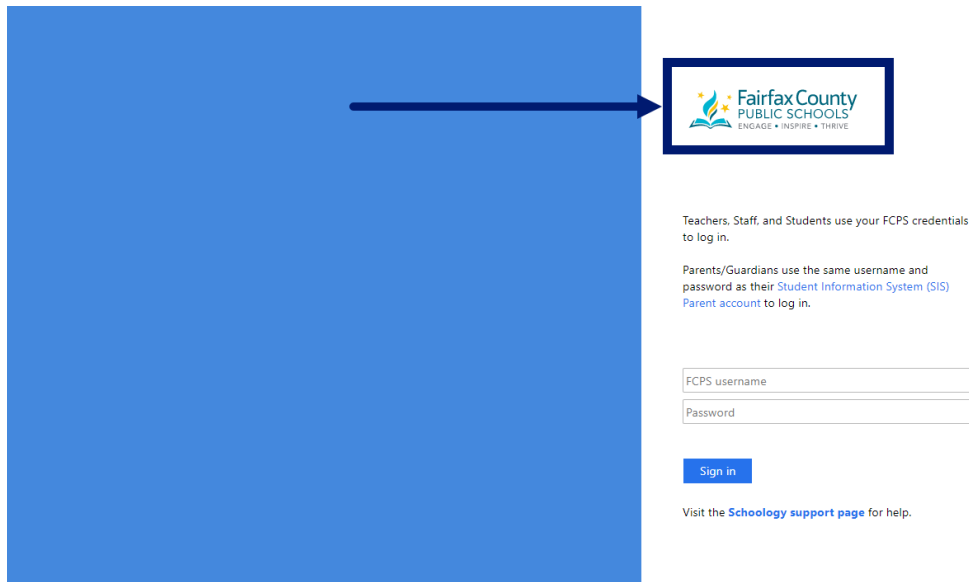 Fairfax County
PUBLIC SCHOOLS
ENGAGE • INSPIRE • THRIVE
Teachers, Staff, and Students use your FCPS credentials
to log in.
Parents/Guardians use the same username and
password as their Student Information System (SIS)
Parent account to log in.
FCPS username
Password
Sign in
Visit the Schoology support page for help.